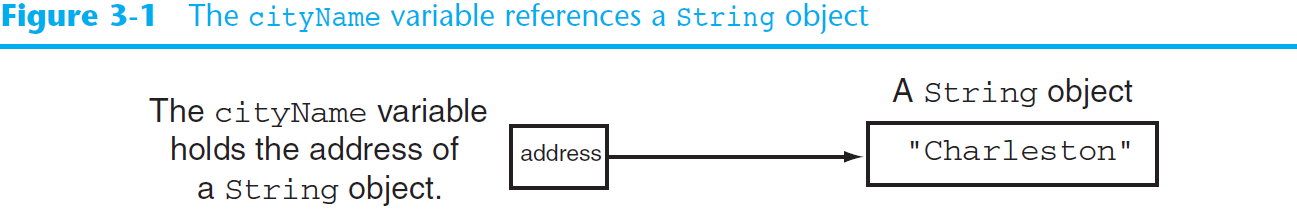 Figure 3-1 The cityName variable references a String object
The cityName variable
holds the address of
a String object.
address
A String object
"Charleston"